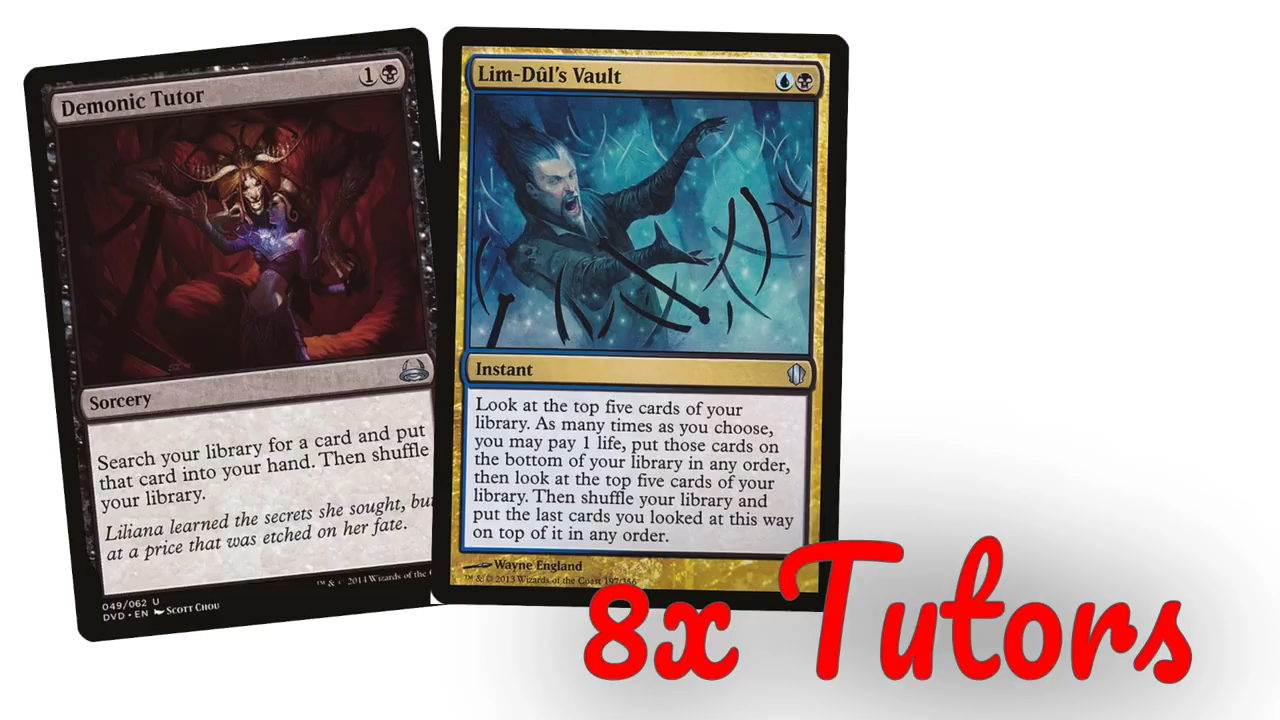 Demonic Tutor
1
Sorcery
Search your library for a card and put
that card into your hand. Then shuffle
your library.
Liliana learned the secrets she sought, but
at a price that was etched on her fate.
™ & © 2014 Wizards of the C
049/062 U
DVD • EN Scott Chou
Lim-Dûl's Vault
Instant
Look at the top five cards of your
library. As many times as you choose,
you may pay 1 life, put those cards on
the bottom of your library in any order,
then look at the top five cards of your
library. Then shuffle your library and
put the last cards you looked at this way
on top of it in any order.
Wayne England
™ & © 2013 Wizards of the Coast 197/356
8x Tutors